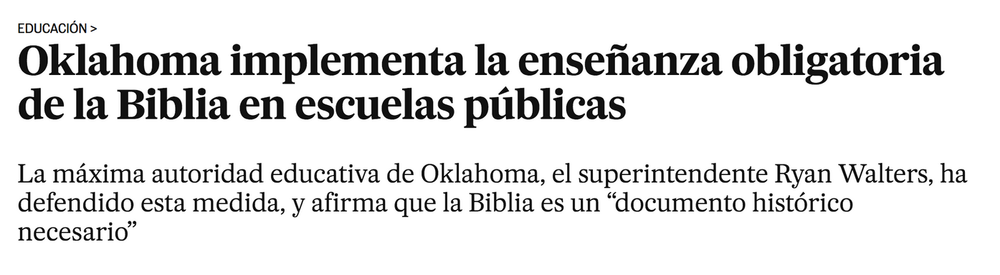 EDUCACIÓN >
Oklahoma implementa la enseñanza obligatoria
de la Biblia en escuelas públicas
La máxima autoridad educativa de Oklahoma, el superintendente Ryan Walters, ha
defendido esta medida, y afirma que la Biblia es un “documento histórico
necesario”